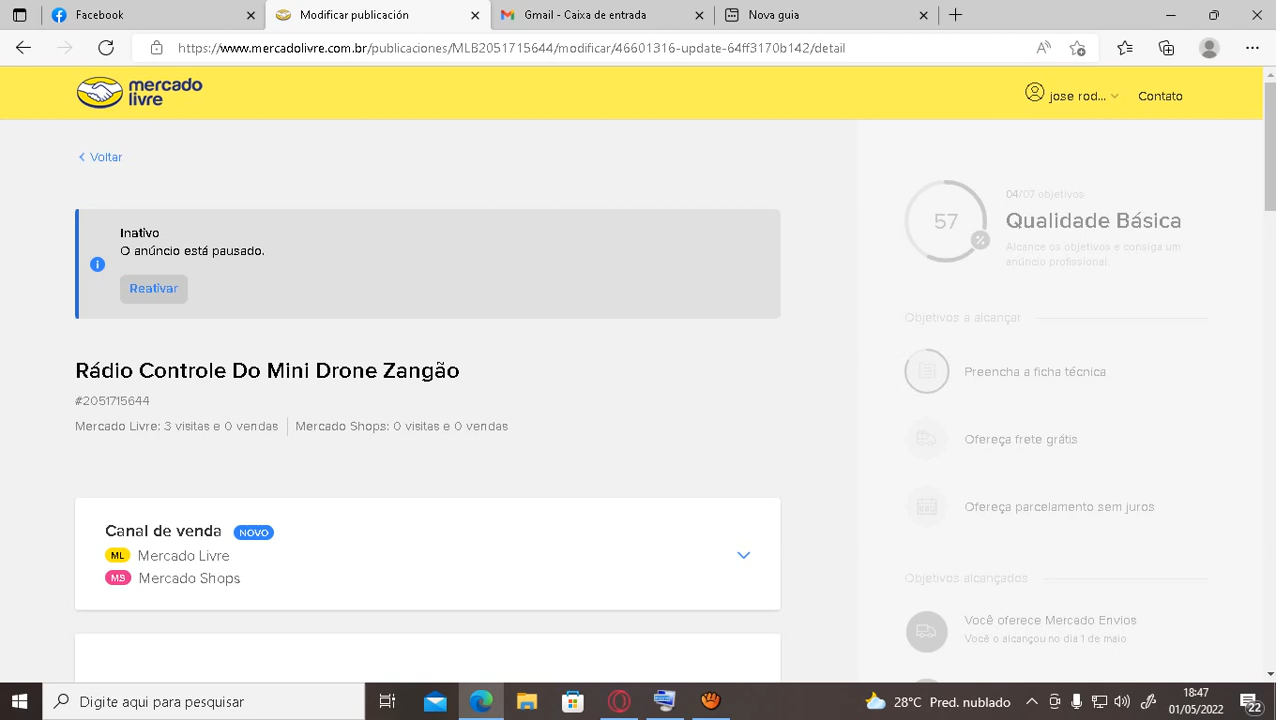 Facebook
Modificar publicación
Gmail - Caixa de entrada
Nova guia
https://www.mercadolivre.com.br/publicaciones/MLB2051715644/modificar/46601316-update-64ff3170b142/detail
mercado
livre
jose rod...
Contato
Voltar
Inativo
O anúncio está pausado.
Reativar
Rádio Controle Do Mini Drone Zangão
#2051715644
Mercado Livre: 3 visitas e 0 vendas
Mercado Shops: 0 visitas e 0 vendas
Canal de venda NOVO
ML Mercado Livre
MS Mercado Shops
57
04/07 objetivos
Qualidade Básica
Alcance os objetivos e consiga um
anúncio profissional.
Objetivos a alcançar
Preencha a ficha técnica
Ofereça frete grátis
Ofereça parcelamento sem juros
Objetivos alcançados
Você oferece Mercado Envios
Você o alcançou no dia 1 de maio
Digite aqui para pesquisar
28°C Pred. nublado
18:47
01/05/2022
22